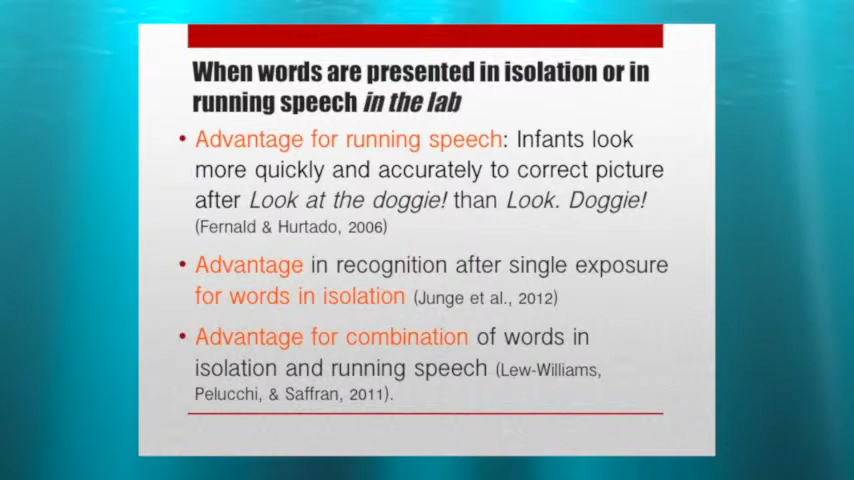 When words are presented in isolation or in
running speech in the lab
• Advantage for running speech: Infants look
more quickly and accurately to correct picture
after Look at the doggie! than Look. Doggie!
(Fernald & Hurtado, 2006)
• Advantage in recognition after single exposure
for words in isolation (Junge et al., 2012)
• Advantage for combination of words in
isolation and running speech (Lew-Williams,
Pelucchi, & Saffran, 2011).